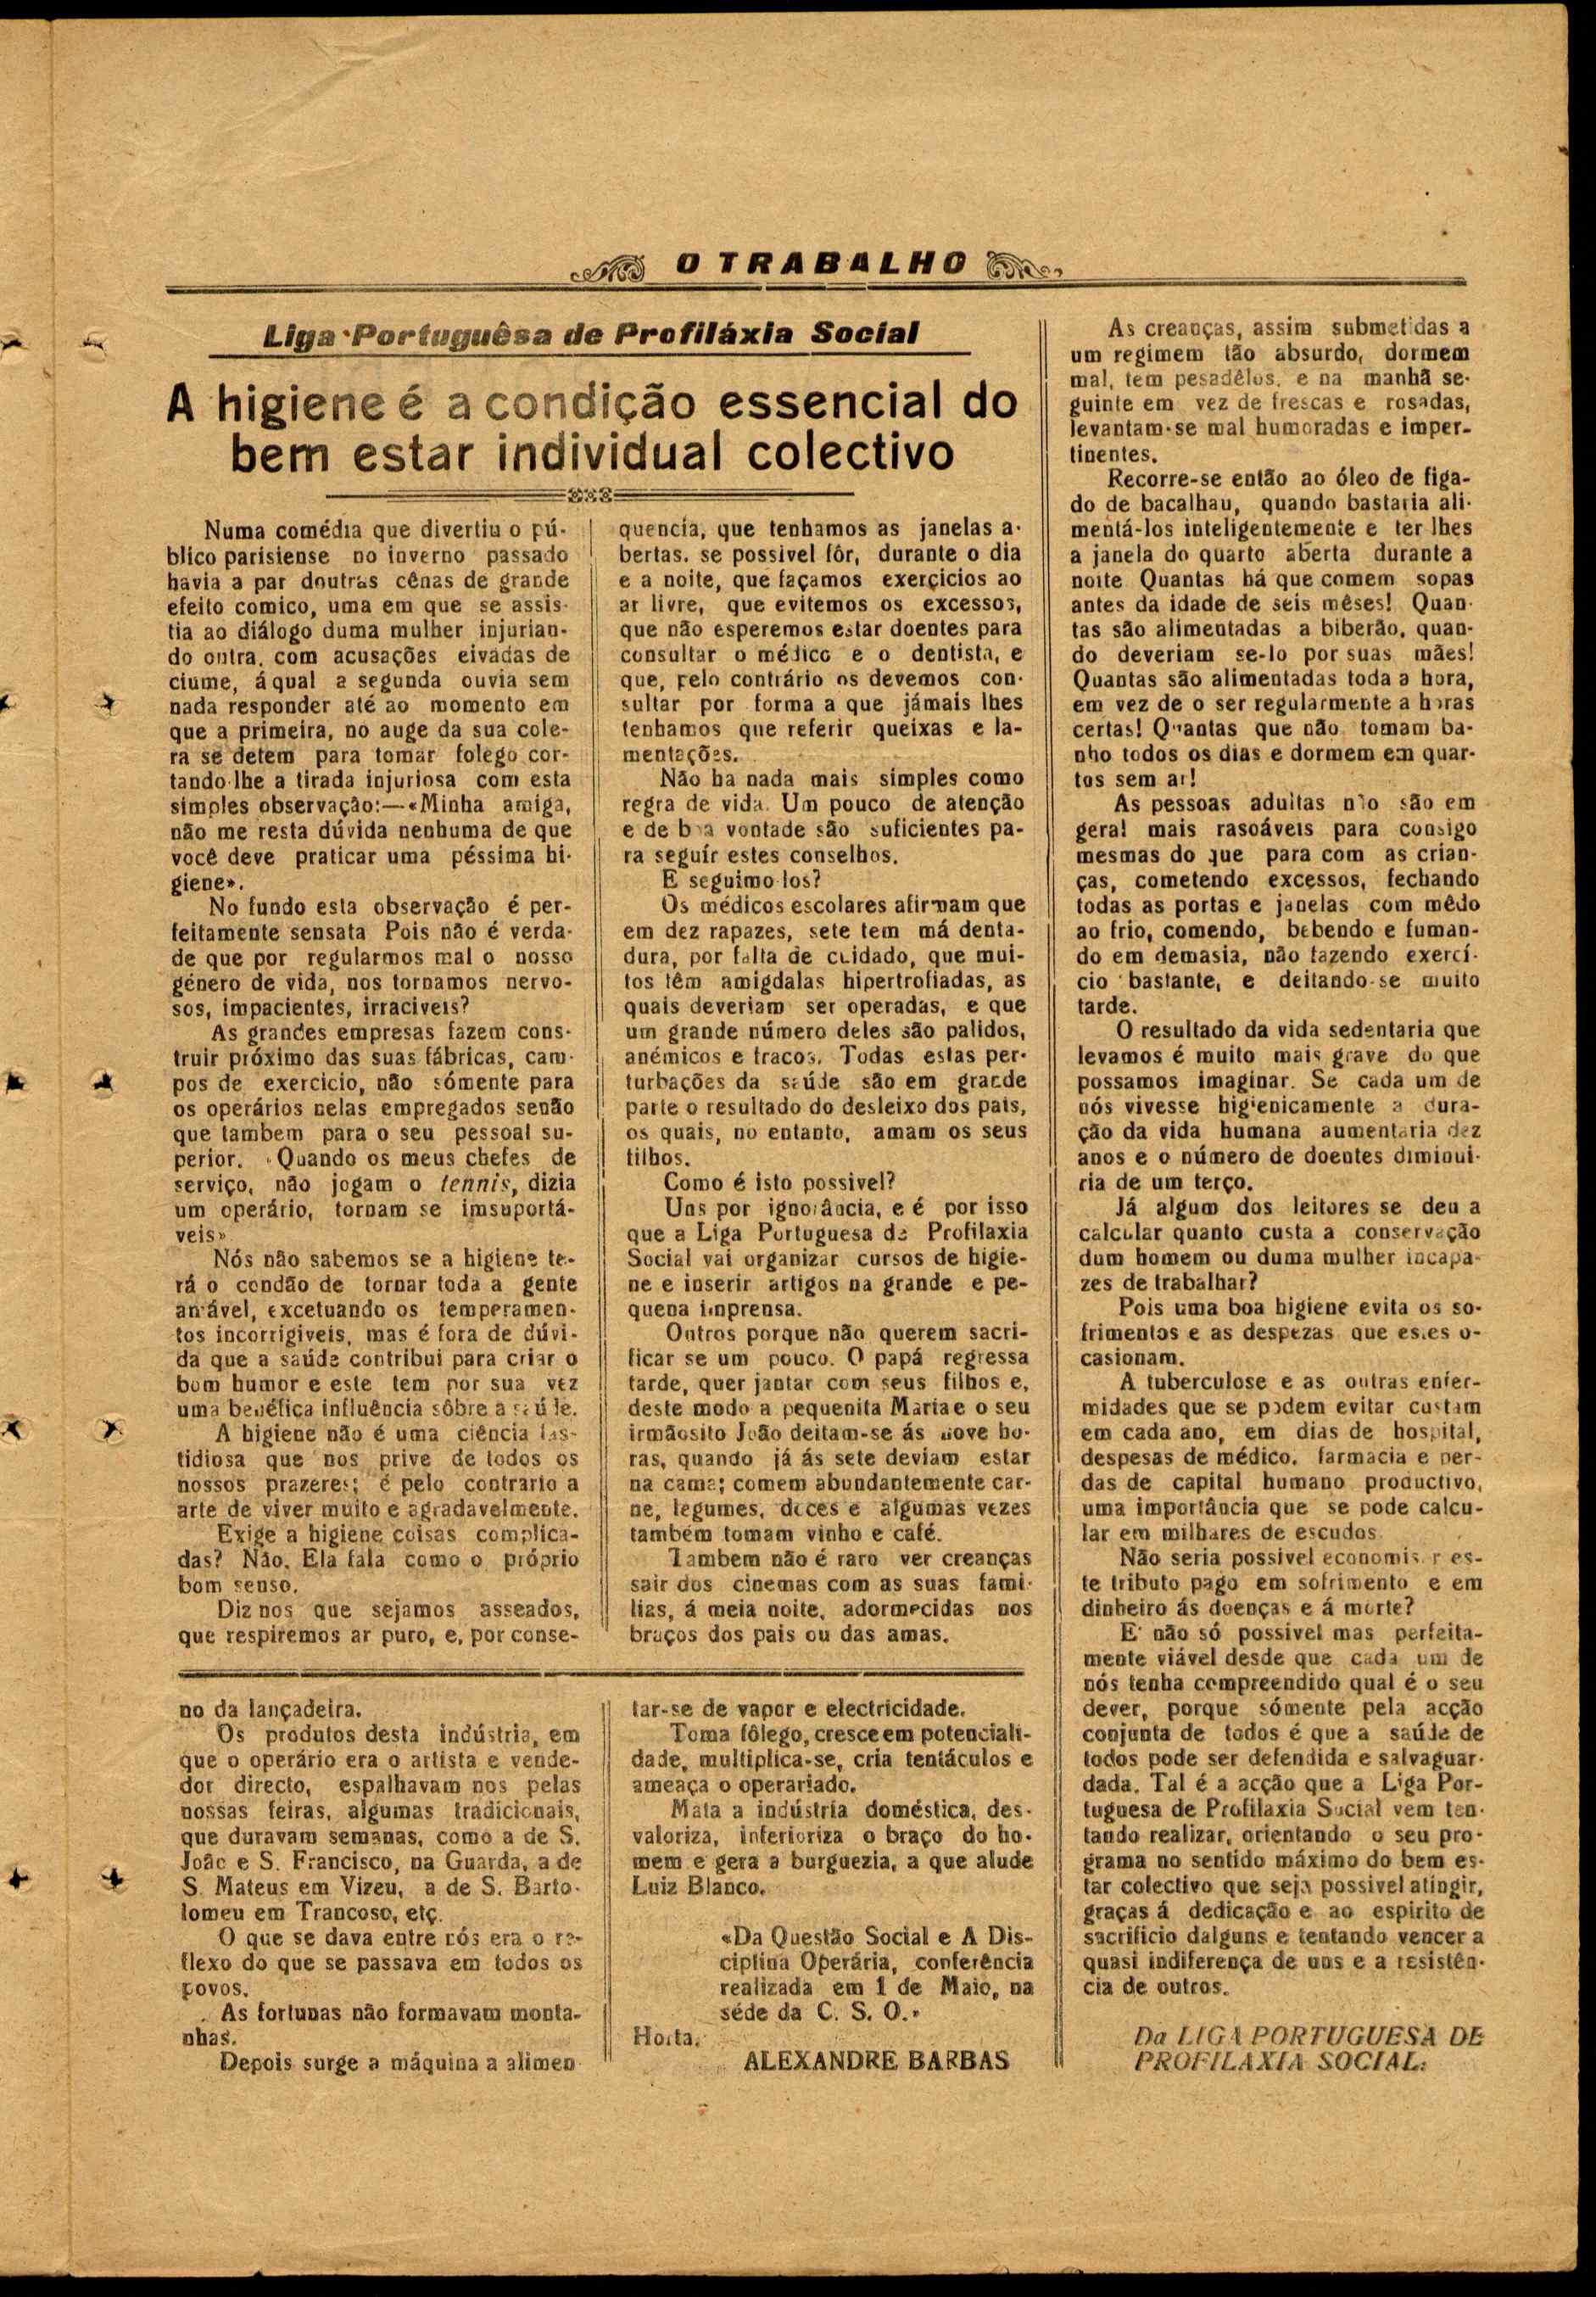 O TRABALHO
Liga Portuguêsa de Profiláxia Social
A higiene é a condição essencial do
bem estar individual colectivo
Numa comédia que divertiu o pú-
blico parisiense no inverno passado
havia a par doutras cênas de grande
efeito comico, uma em que se assis-
tia ao diálogo duma mulher injurian-
do outra, com acusações eivadas de
ciume, á qual a segunda ouvia sem
nada responder até ao momento em
que a primeira, no auge da sua cole-
ra se detem para tomar folego cor-
tando-lhe a tirada injuriosa com esta
simples observação:—«Minha amiga,
não me resta dúvida nenhuma de que
você deve praticar uma péssima hi-
giene».
No fundo esta observação é per-
feitamente sensata Pois não é verda-
de que por regularmos mal o nosso
género de vida, nos tornamos nervo-
sos, impacientes, irraciveis?
As grandes empresas fazem cons-
truir próximo das suas fábricas, cam-
pos de exercicio, não sómente para
os operários nelas empregados senão
que tambem para o seu pessoal su-
perior. «Quando os meus chefes de
serviço, não jogam o tennis, dizia
um operário, tornam se imsuportá-
veis»
Nós não sabemos se a higiene te-
rá o condão de tornar toda a gente
amável, excetuando os temperamen-
tos incorrigiveis, mas é fora de dúvi-
da que a saúde contribui para criar o
bom humor e este tem por sua vez
uma benéfiça influência sôbre a saúde.
A higiene não é uma ciência fas-
tidiosa que nos prive de todos os
nossos prazeres; é pelo contrario a
arte de viver muito e agradavelmente.
Exige a higiene coisas complica-
das? Não. Ela fala como o próprio
bom senso.
Diz nos que sejamos asseados,
que respiremos ar puro, e, por conse-
quencia, que tenhamos as janelas a-
bertas. se possivel fôr, durante o dia
e a noite, que façamos exerçicios ao
ar livre, que evitemos os excessos,
que não esperemos estar doentes para
consultar o médico e o dentista, e
que, pelo contrário os devemos con-
sultar por forma a que jámais lhes
tenhamos que referir queixas e la-
mentações.
Não ha nada mais simples como
regra de vida. Um pouco de atenção
e de boa vontade são suficientes pa-
ra seguír estes conselhos.
E seguimo-los?
Os médicos escolares afirmam que
em dez rapazes, sete tem má denta-
dura, por falta de cuidado, que mui-
tos têm amigdalas hipertrofiadas, as
quais deveriam ser operadas, e que
um grande número deles são palidos,
anémicos e fracos. Todas estas per-
turbações da saúde são em grande
parte o resultado do desleixo dos pais,
os quais, no entanto, amam os seus
filhos.
Como é isto possivel?
Uns por ignorância, e é por isso
que a Liga Portuguesa de Profilaxia
Social vai organizar cursos de higie-
ne e inserir artigos na grande e pe-
quena imprensa.
Outros porque não querem sacri-
ficar se um pouco. O papá regressa
tarde, quer jantar com seus filhos e,
deste modo a pequenita Maria e o seu
irmãosito João deitam-se ás nove ho-
ras, quando já ás sete deviam estar
na cama; comem abundantemente car-
ne, legumes, doces e algumas vezes
também tomam vinho e café.
Tambem não é raro ver creanças
sair dos cinemas com as suas fami-
lias, á meia noite, adormecidas nos
braços dos pais ou das amas.
As creanças, assim submetidas a
um regimem tão absurdo, dormem
mal, tem pesadêlos, e na manhã se-
guinte em vez de frescas e rosadas,
levantam-se mal humoradas e imper-
tinentes.
Recorre-se então ao óleo de figa-
do de bacalhau, quando bastaria ali-
mentá-los inteligentemente e ter lhes
a janela do quarto aberta durante a
noite Quantas há que comem sopas
antes da idade de seis mêses! Quan-
tas são alimentadas a biberão, quan-
do deveriam se-lo por suas mães!
Quantas são alimentadas toda a hora,
em vez de o ser regularmente a horas
certas! Quantas que não tomam ba-
nho todos os dias e dormem em quar-
tos sem ar!
As pessoas adultas não são em
geral mais rasoáveis para consigo
mesmas do que para com as crian-
ças, cometendo excessos, fechando
todas as portas e janelas com mêdo
ao frio, comendo, bebendo e fuman-
do em demasia, não fazendo exercí-
cio bastante, e deitando-se muito
tarde.
O resultado da vida sedentaria que
levamos é muito mais grave do que
possamos imaginar. Se cada um de
nós vivesse higienicamente a dura-
ção da vida humana aumentaria dez
anos e o número de doentes diminui-
ria de um terço.
Já algum dos leitores se deu a
calcular quanto custa a conservação
dum homem ou duma mulher incapa-
zes de trabalhar?
Pois uma boa higiene evita os so-
frimentos e as despezas que estes o-
casionam.
A tuberculose e as outras enfer-
midades que se podem evitar custam
em cada ano, em dias de hospital,
despesas de médico, farmacia e per-
das de capital humano productivo,
uma importância que se pode calcu-
lar em milhares de escudos
Não seria possivel economisar es-
te tributo pago em sofrimento e em
dinheiro ás doenças e á morte?
E' não só possivel mas perfeita-
mente viável desde que cada um de
nós tenha compreendido qual é o seu
dever, porque sómente pela acção
conjunta de todos é que a saúde de
todos pode ser defendida e salvaguar-
dada. Tal é a acção que a Liga Por-
tuguesa de Profilaxia Social vem ten-
tando realizar, orientando o seu pro-
grama no sentido máximo do bem es-
tar colectivo que seja possivel atingir,
graças á dedicação e ao espirito de
sacrificio dalguns e tentando vencer a
quasi indiferença de uns e a resistên-
cia de outros.
Da LIGA PORTUGUESA DE
PROFILAXIA SOCIAL.
no da lançadeira.
Os produtos desta indústria, em
que o operário era o artista e vende-
dor directo, espalhavam nos pelas
nossas feiras, algumas tradicionais,
que duravam semanas, como a de S.
João e S. Francisco, na Guarda, a de
S. Mateus em Vizeu, a de S. Barto-
lomeu em Trancoso, etç.
O que se dava entre nós era o re-
flexo do que se passava em todos os
povos.
As fortunas não formavam monta-
nhas.
Depois surge a máquina a alimen
tar-se de vapor e electricidade.
Toma fôlego, cresce em potenciali-
dade, multiplica-se, cria tentáculos e
ameaça o operariado.
Mata a indústria doméstica, des-
valoriza, inferioriza o braço do ho-
mem e gera a burguezia, a que alude
Luiz Blanco.
«Da Questão Social e A Dis-
ciplina Operária, conferência
realizada em 1 de Maio, na
séde da C. S. O.»
Horta.
ALEXANDRE BARBAS